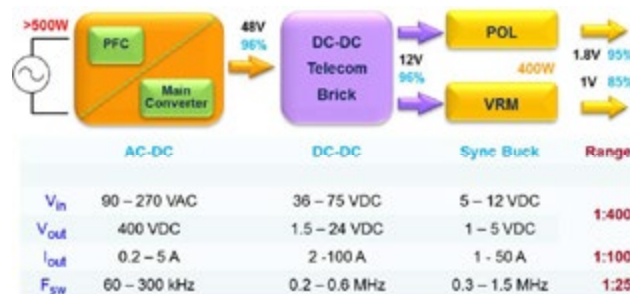 >500W
PFC
Main
Converter
48V
96%
DC-DC
Telecom
Brick
12V
96%
POL
400W
VRM
1.8V 95%
1V 85%
AC-DC DC-DC Sync Buck Range
Vin 90 – 270 VAC 36 – 75 VDC 5 – 12 VDC
1:400
Vout 400 VDC 1.5 – 24 VDC 1 – 5 VDC
Iout 0.2 – 5 A 2 -100 A 1 - 50 A 1:100
Fsw 60 – 300 kHz 0.2 – 0.6 MHz 0.3 – 1.5 MHz 1:25